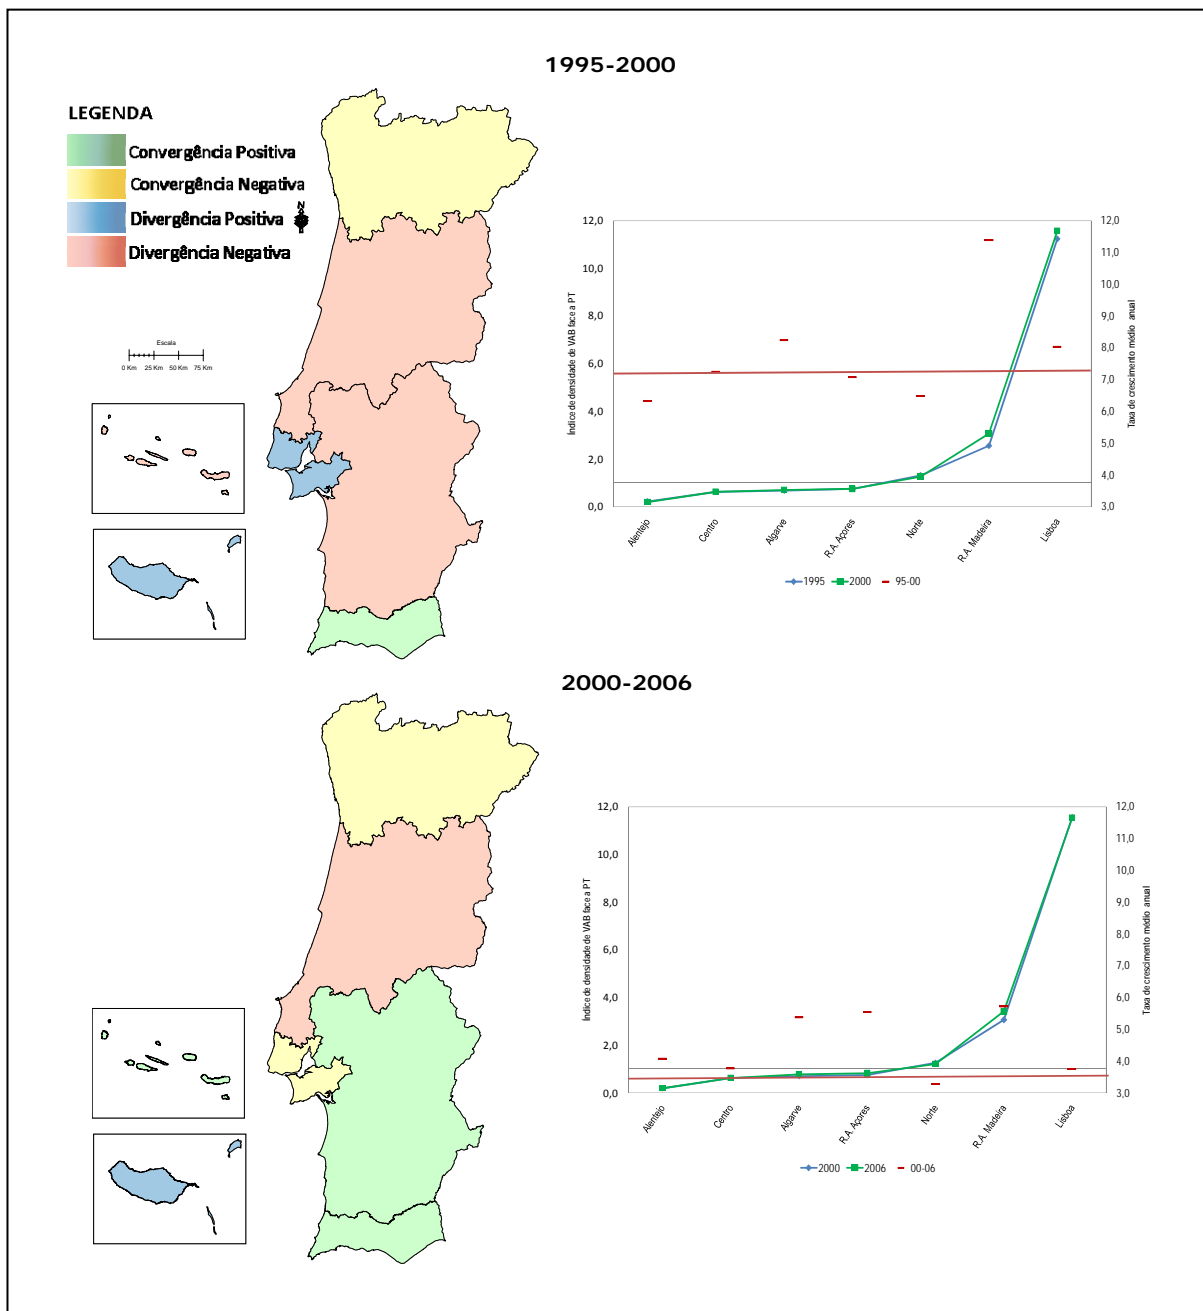 1995-2000
LEGENDA
Convergência Positiva
Convergência Negativa
Divergência Positiva
N
Divergência Negativa
Escala
0 Km 25 Km 50 Km 75 Km
Índice de densidade de VAB face a PT
12,0
10,0
8,0
6,0
4,0
2,0
0,0
12,0
11,0
10,0
9,0
8,0
7,0
6,0
5,0
4,0
3,0
Taxa de crescimento médio anual
Alentejo
Centro
Algarve
R.A. Açores
Norte
R.A. Madeira
Lisboa
1995 2000 95-00
2000-2006
Índice de densidade de VAB face a PT
12,0
10,0
8,0
6,0
4,0
2,0
0,0
12,0
11,0
10,0
9,0
8,0
7,0
6,0
5,0
4,0
3,0
Taxa de crescimento médio anual
Alentejo
Centro
Algarve
R.A. Açores
Norte
R.A. Madeira
Lisboa
2000 2006 00-06